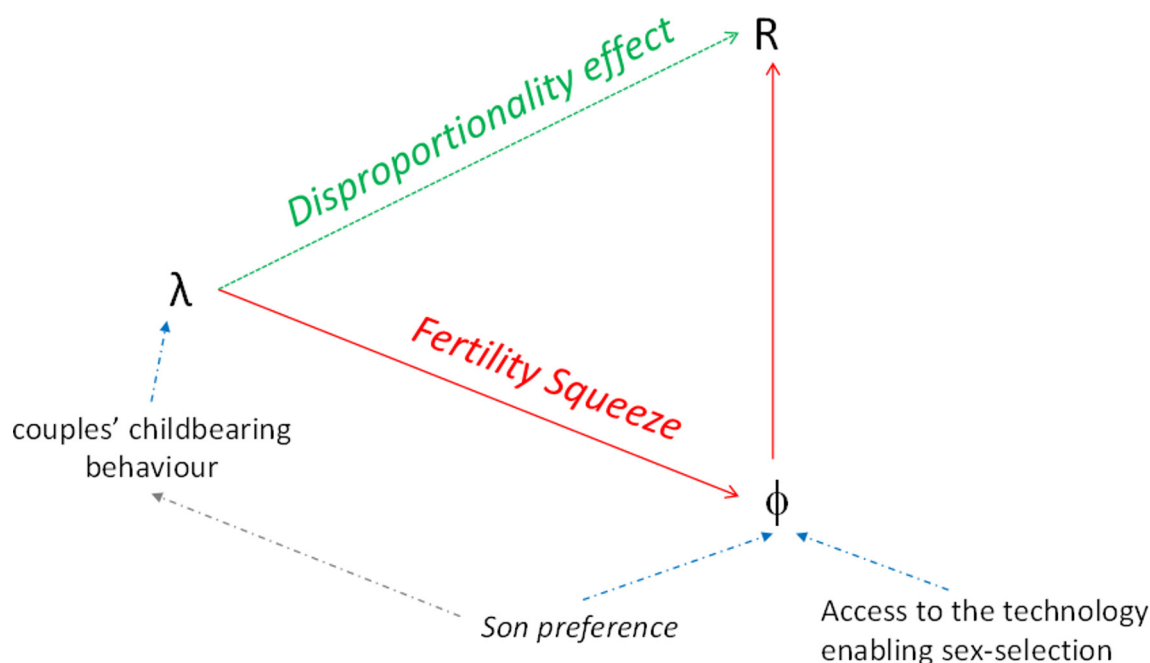 R
Disproportionality effect
λ
Fertility Squeeze
couples’ childbearing
behaviour
ϕ
Son preference
Access to the technology
enabling sex-selection